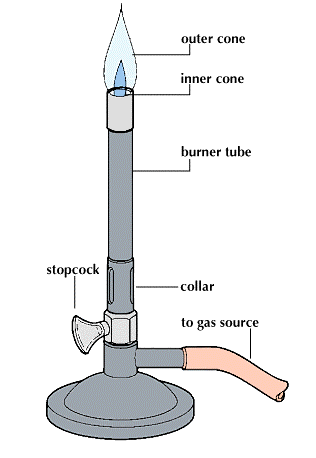 outer cone
inner cone
burner tube
stopcock
collar
to gas source